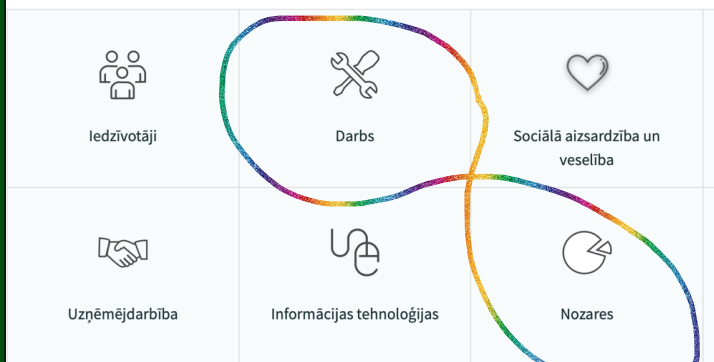 Iedzīvotāji
Darbs
Sociālā aizsardzība un
veselība
Uzņēmējdarbība
Informācijas tehnoloģijas
Nozares